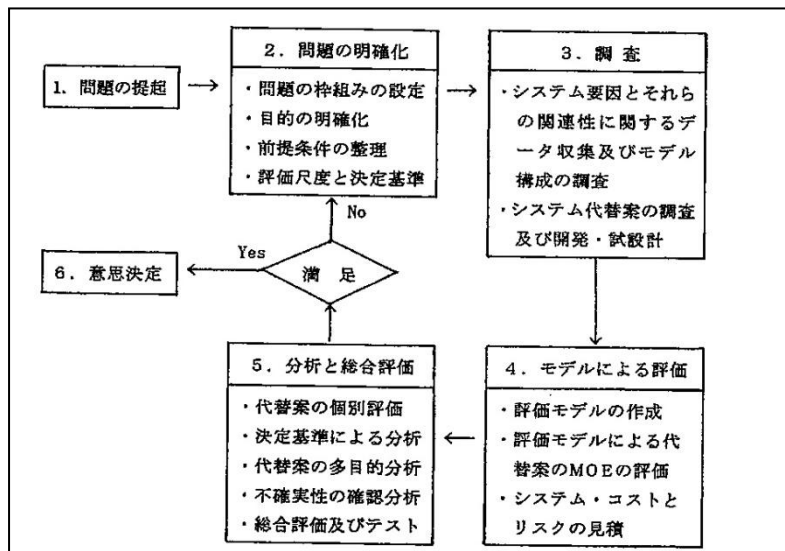 1. 問題の提起
2. 問題の明確化
・問題の枠組みの設定
・目的の明確化
・前提条件の整理
・評価尺度と決定基準
3. 調査
・システム要因とそれら
の関連性に関するデ
ータ収集及びモデル
構成の調査
・システム代替案の調査
及び開発・試設計
4. モデルによる評価
・評価モデルの作成
・評価モデルによる代
替案のMOEの評価
・システム・コストと
リスクの見積
5. 分析と総合評価
・代替案の個別評価
・決定基準による分析
・代替案の多目的分析
・不確実性の確認分析
・総合評価及びテスト
満足
No
Yes
6. 意思決定